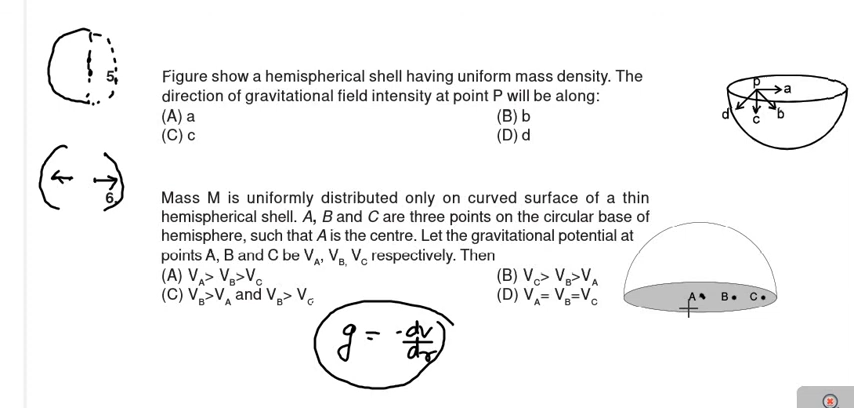 5.
Figure show a hemispherical shell having uniform mass density. The
direction of gravitational field intensity at point P will be along:
(A) a (B) b
(C) c (D) d
P
a
d
c
b
6.
Mass M is uniformly distributed only on curved surface of a thin
hemispherical shell. A, B and C are three points on the circular base of
hemisphere, such that A is the centre. Let the gravitational potential at
points A, B and C be V_A, V_B, V_C respectively. Then
(A) V_A> V_B>V_C (B) V_C> V_B>V_A
(C) V_B>V_A and V_B> V_C (D) V_A= V_B=V_C
A B C
g = -dv/dr